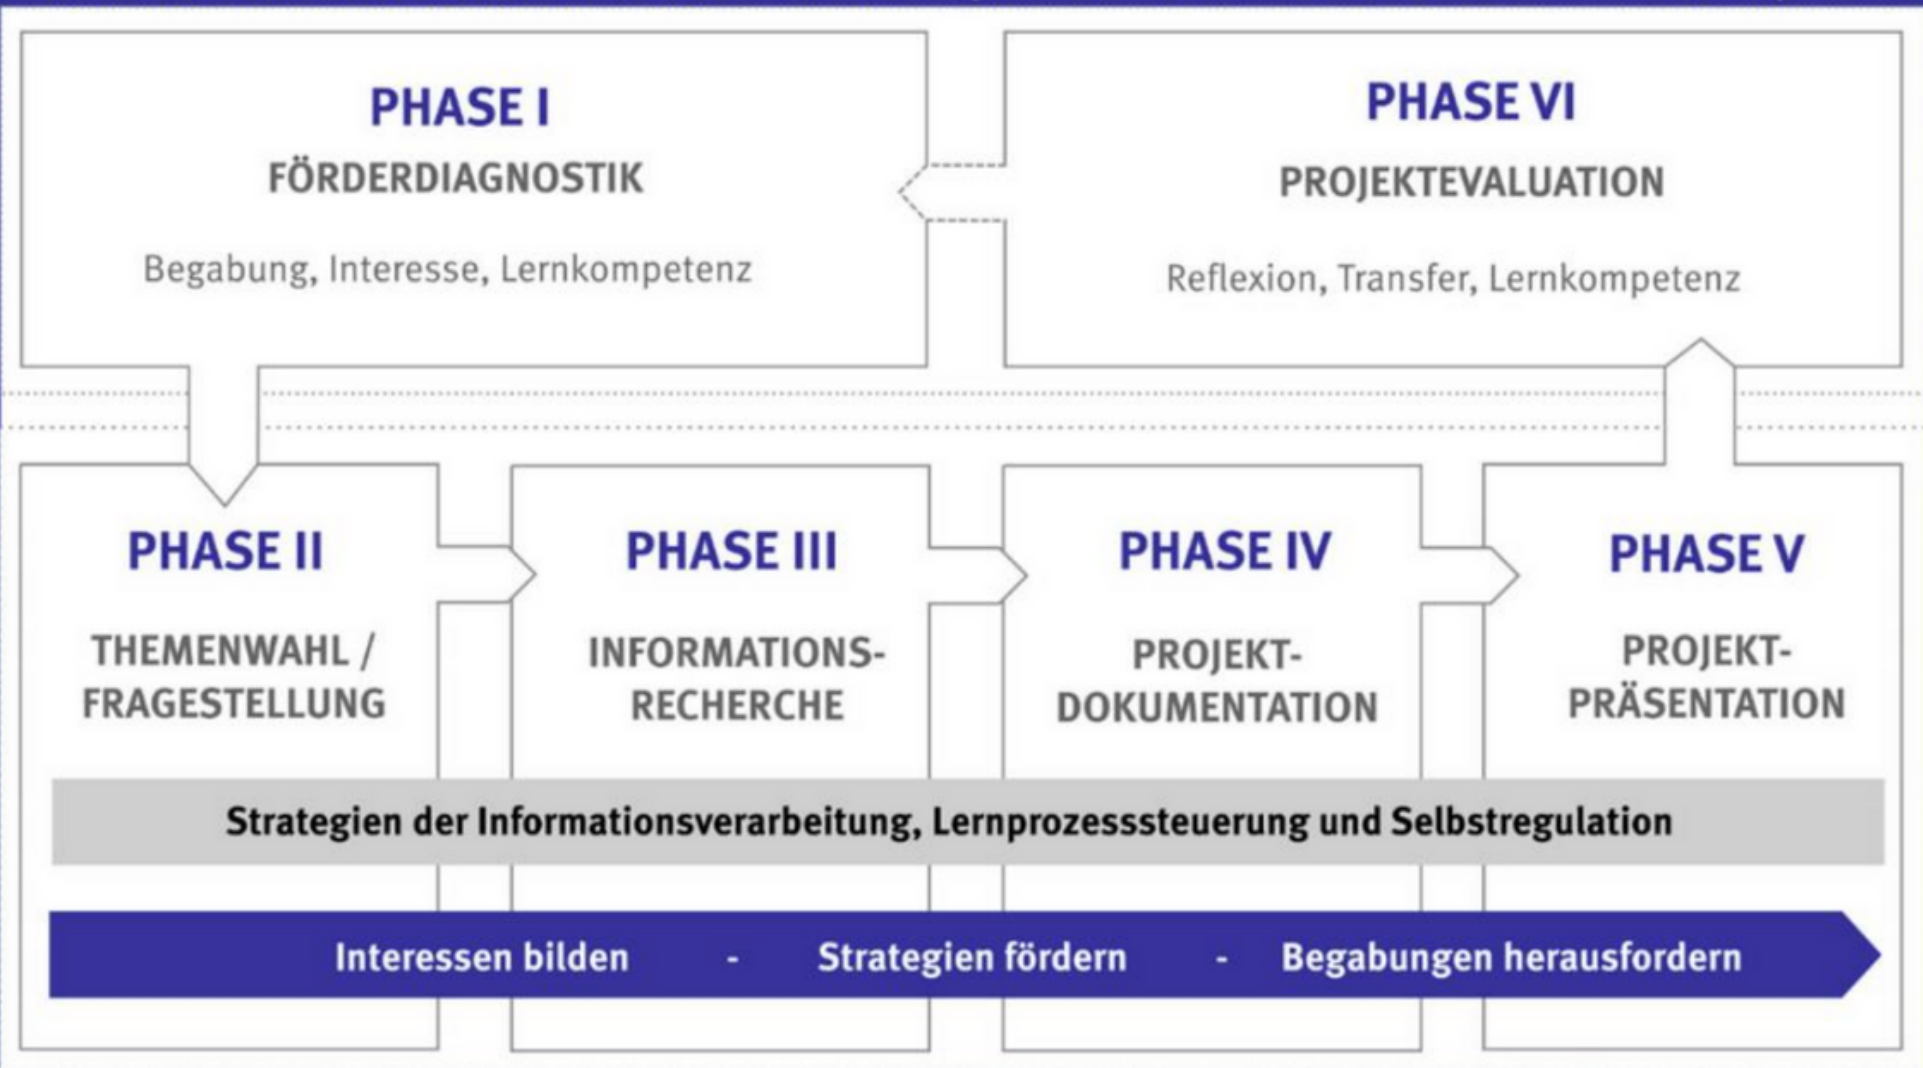 PHASE I
FÖRDERDIAGNOSTIK
Begabung, Interesse, Lernkompetenz
PHASE VI
PROJEKTEVALUATION
Reflexion, Transfer, Lernkompetenz
PHASE II
THEMENWAHL /
FRAGESTELLUNG
PHASE III
INFORMATIONS-
RECHERCHE
PHASE IV
PROJEKT-
DOKUMENTATION
PHASE V
PROJEKT-
PRÄSENTATION
Strategien der Informationsverarbeitung, Lernprozesssteuerung und Selbstregulation
Interessen bilden - Strategien fördern - Begabungen herausfordern